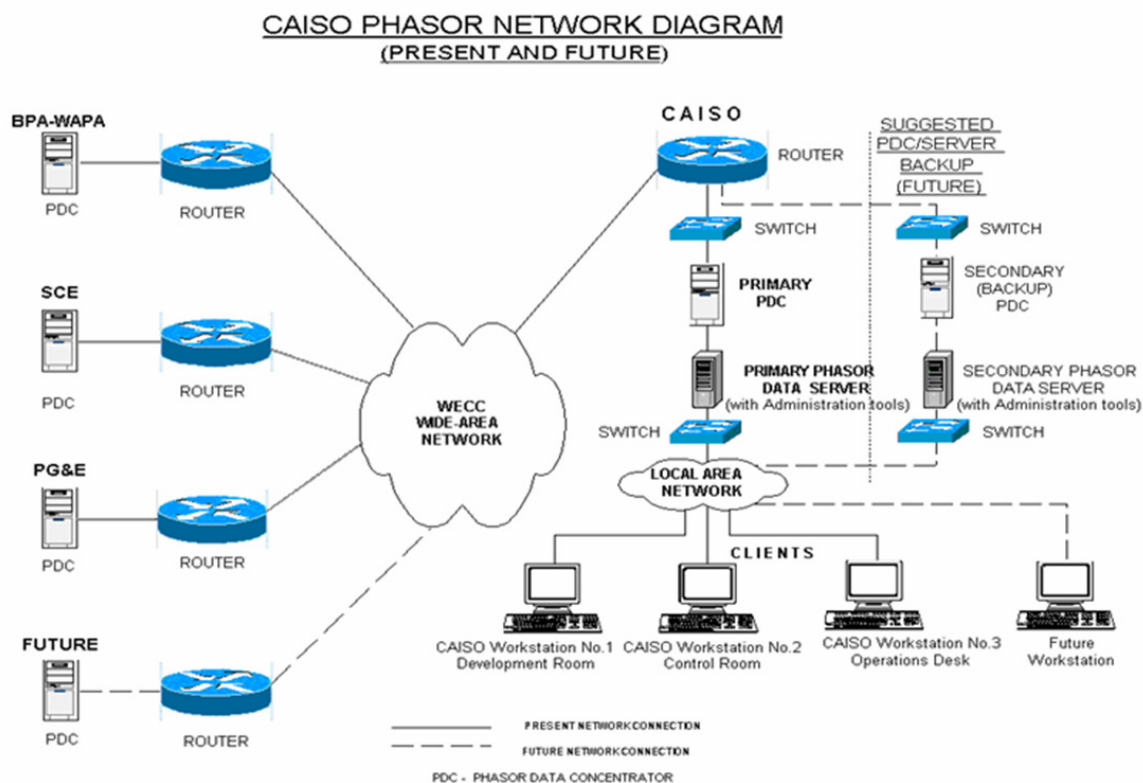 CAISO PHASOR NETWORK DIAGRAM
(PRESENT AND FUTURE)
BPA-WAPA
PDC
ROUTER
SCE
PDC
ROUTER
PG&E
PDC
ROUTER
FUTURE
PDC
ROUTER
WECC
WIDE-AREA
NETWORK
CAISO
ROUTER
SWITCH
PRIMARY
PDC
PRIMARY PHASOR
DATA SERVER
(with Administration tools)
SWITCH
SUGGESTED
PDC/SERVER
BACKUP
(FUTURE)
SWITCH
SECONDARY
(BACKUP)
PDC
SECONDARY PHASOR
DATA SERVER
(with Administration tools)
SWITCH
LOCAL AREA
NETWORK
CLIENTS
CAISO Workstation No.1
Development Room
CAISO Workstation No.2
Control Room
CAISO Workstation No.3
Operations Desk
Future
Workstation
PRESENT NETWORK CONNECTION
FUTURE NETWORK CONNECTION
PDC - PHASOR DATA CONCENTRATOR